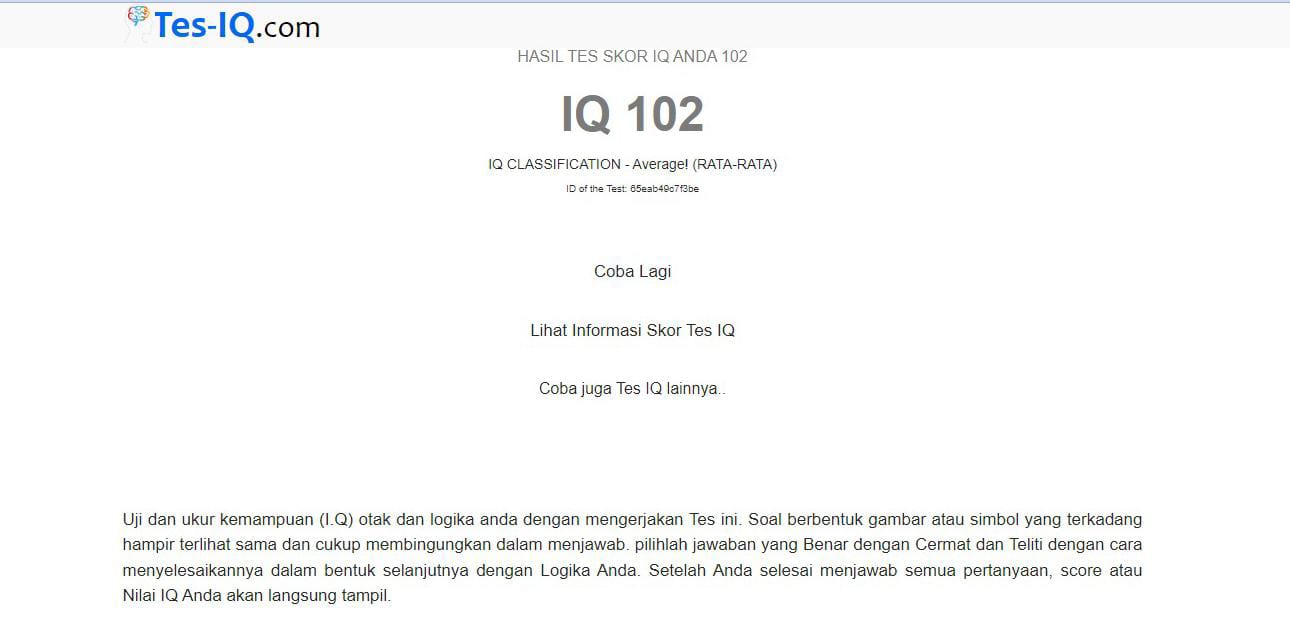 Tes-IQ.com
HASIL TES SKOR IQ ANDA 102
IQ 102
IQ CLASSIFICATION - Average! (RATA-RATA)
ID of the Test: 65eab49c7f3be
Coba Lagi
Lihat Informasi Skor Tes IQ
Coba juga Tes IQ lainnya..
Uji dan ukur kemampuan (I.Q) otak dan logika anda dengan mengerjakan Tes ini. Soal berbentuk gambar atau simbol yang terkadang
hampir terlihat sama dan cukup membingungkan dalam menjawab. pilihlah jawaban yang Benar dengan Cermat dan Teliti dengan cara
menyelesaikannya dalam bentuk selanjutnya dengan Logika Anda. Setelah Anda selesai menjawab semua pertanyaan, score atau
Nilai IQ Anda akan langsung tampil.